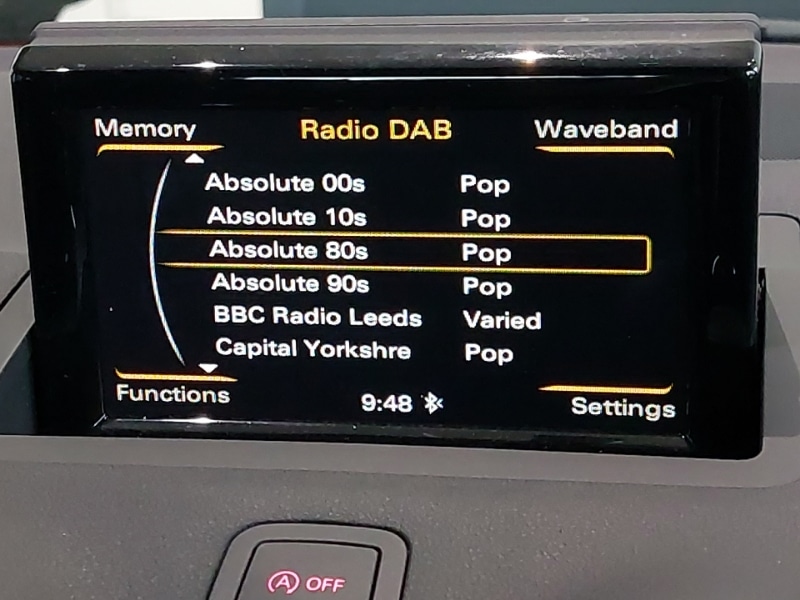 Memory Radio DAB Waveband
Absolute 00s Pop
Absolute 10s Pop
Absolute 80s Pop
Absolute 90s Pop
BBC Radio Leeds Varied
Capital Yorkshre Pop
Functions 9:48 Settings
A OFF